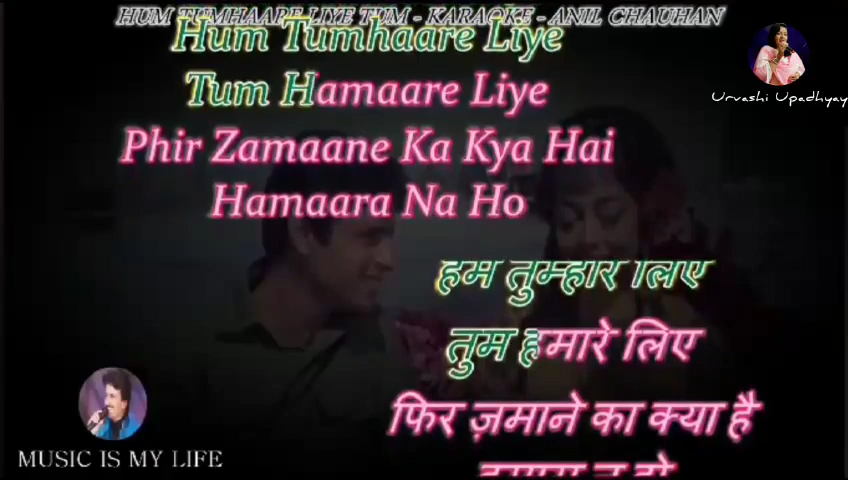 HUM TUMHAARE LIYE TUM - KARAOKE - ANIL CHAUHAN
Hum Tumhaare Liye
Tum Hamaare Liye
Phir Zamaane Ka Kya Hai
Hamaara Na Ho
Urvashi Upadhyay
हम तुम्हारे लिए
तुम हमारे लिए
फिर ज़माने का क्या है
MUSIC IS MY LIFE